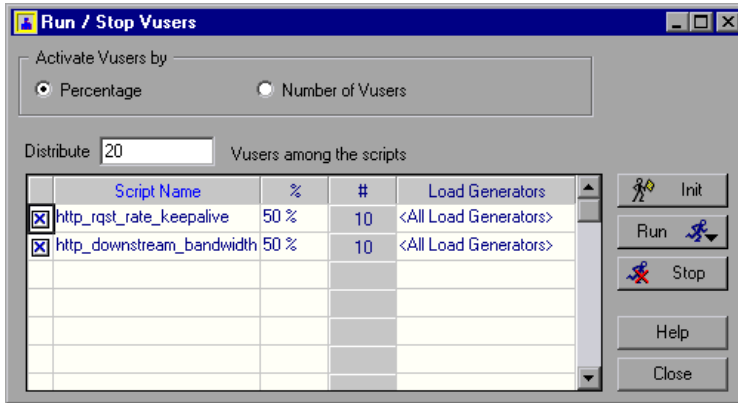 Run / Stop Vusers
Activate Vusers by
Percentage Number of Vusers
Distribute 20 Vusers among the scripts
Script Name % # Load Generators
http_rqst_rate_keepalive 50 % 10 <All Load Generators>
http_downstream_bandwidth 50 % 10 <All Load Generators>
Init
Run
Stop
Help
Close